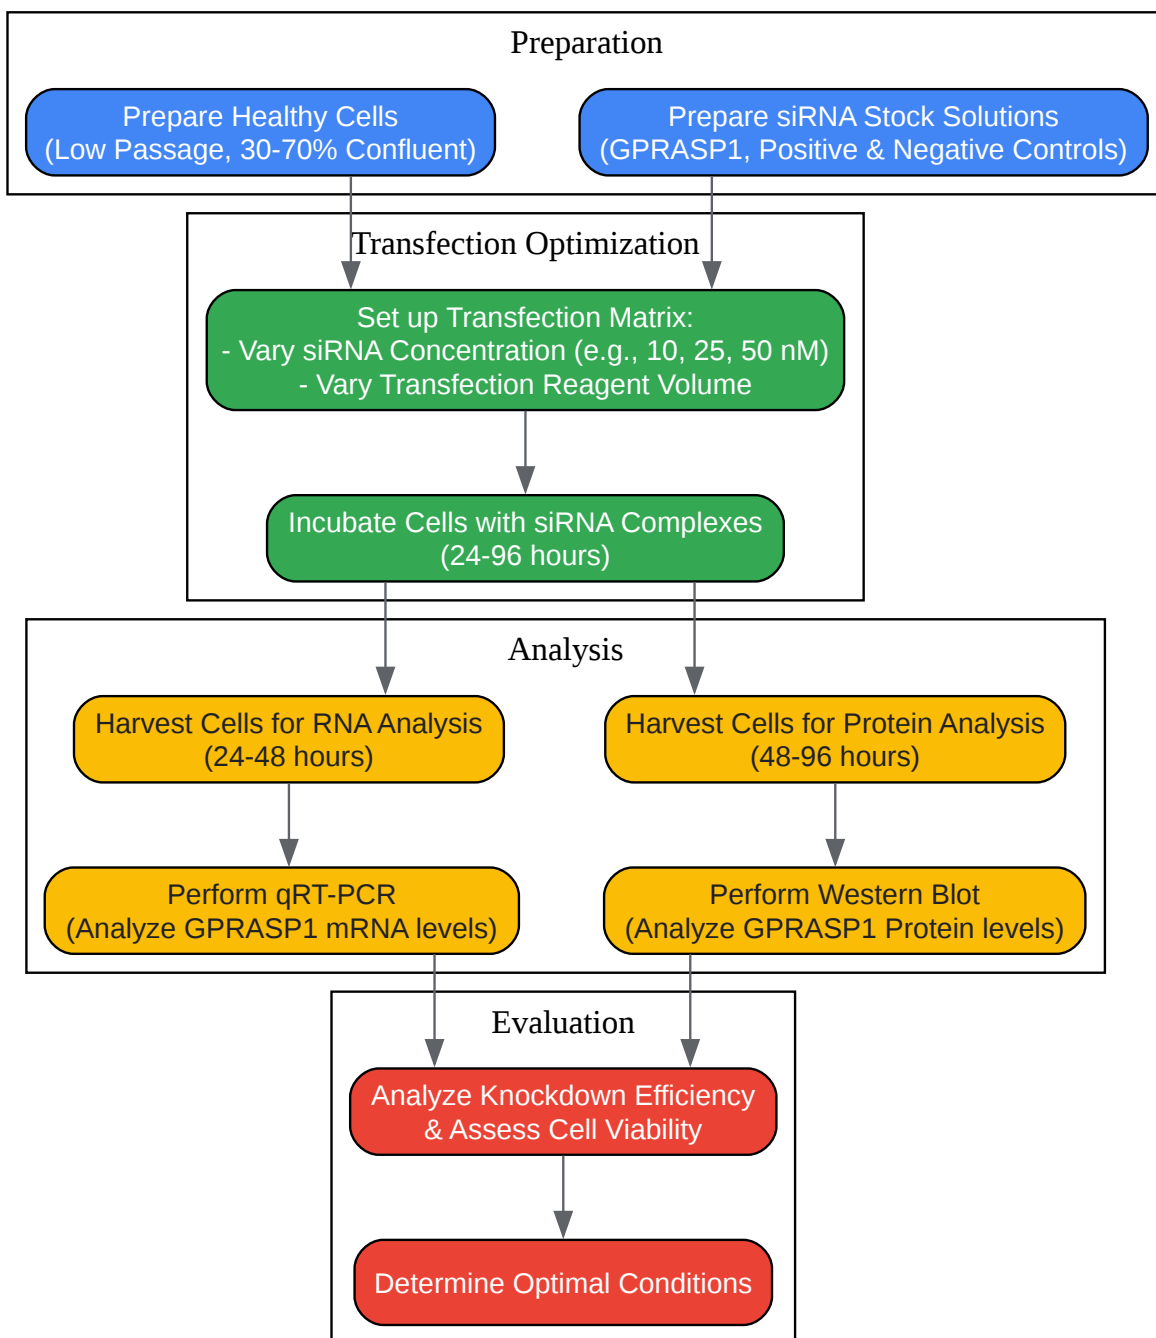 Preparation
Prepare Healthy Cells
(Low Passage, 30-70% Confluent)
Prepare siRNA Stock Solutions
(GPRASP1, Positive & Negative Controls)
Transfection Optimization
Set up Transfection Matrix:
- Vary siRNA Concentration (e.g., 10, 25, 50 nM)
- Vary Transfection Reagent Volume
Incubate Cells with siRNA Complexes
(24-96 hours)
Analysis
Harvest Cells for RNA Analysis
(24-48 hours)
Harvest Cells for Protein Analysis
(48-96 hours)
Perform qRT-PCR
(Analyze GPRASP1 mRNA levels)
Perform Western Blot
(Analyze GPRASP1 Protein levels)
Evaluation
Analyze Knockdown Efficiency
& Assess Cell Viability
Determine Optimal Conditions